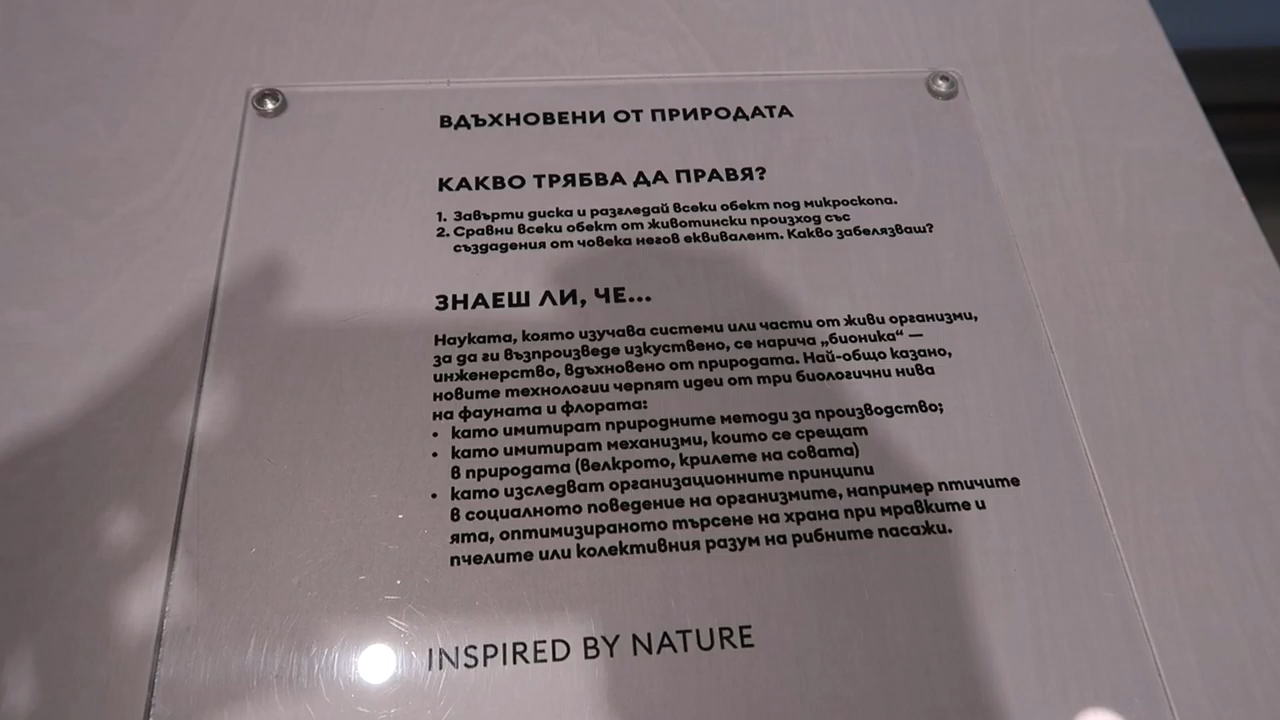 ВДЪХНОВЕНИ ОТ ПРИРОДАТА
КАКВО ТРЯБВА ДА ПРАВЯ?
1. Завърти диска и разгледай всеки обект под микроскопа.
2. Сравни всеки обект от животински произход със
създадения от човека негов еквивалент. Какво забелязваш?
ЗНАЕШ ЛИ, ЧЕ...
Науката, която изучава системи или части от живи организми,
за да ги възпроизведе изкуствено, се нарича „бионика“ —
инженерство, вдъхновено от природата. Най-общо казано,
новите технологии черпят идеи от три биологични нива
на фауната и флората:
• като имитират природните методи за производство;
• като имитират механизми, които се срещат
в природата (велкрото, крилете на совата)
• като изследват организационните принципи
в социалното поведение на организмите, например птичите
ята, оптимизираното търсене на храна при мравките и
пчелите или колективния разум на рибните пасажи.
INSPIRED BY NATURE